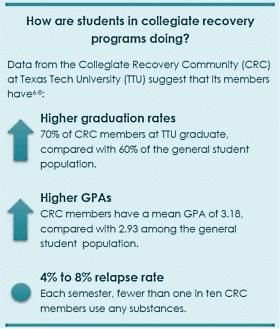 How are students in collegiate recovery
programs doing?
Data from the Collegiate Recovery Community (CRC)
at Texas Tech University (TTU) suggest that its members
have⁶⁻⁸:
Higher graduation rates
70% of CRC members at TTU graduate,
compared with 60% of the general student
population.
Higher GPAs
CRC members have a mean GPA of 3.18,
compared with 2.93 among the general
student population.
4% to 8% relapse rate
Each semester, fewer than one in ten CRC
members use any substances.